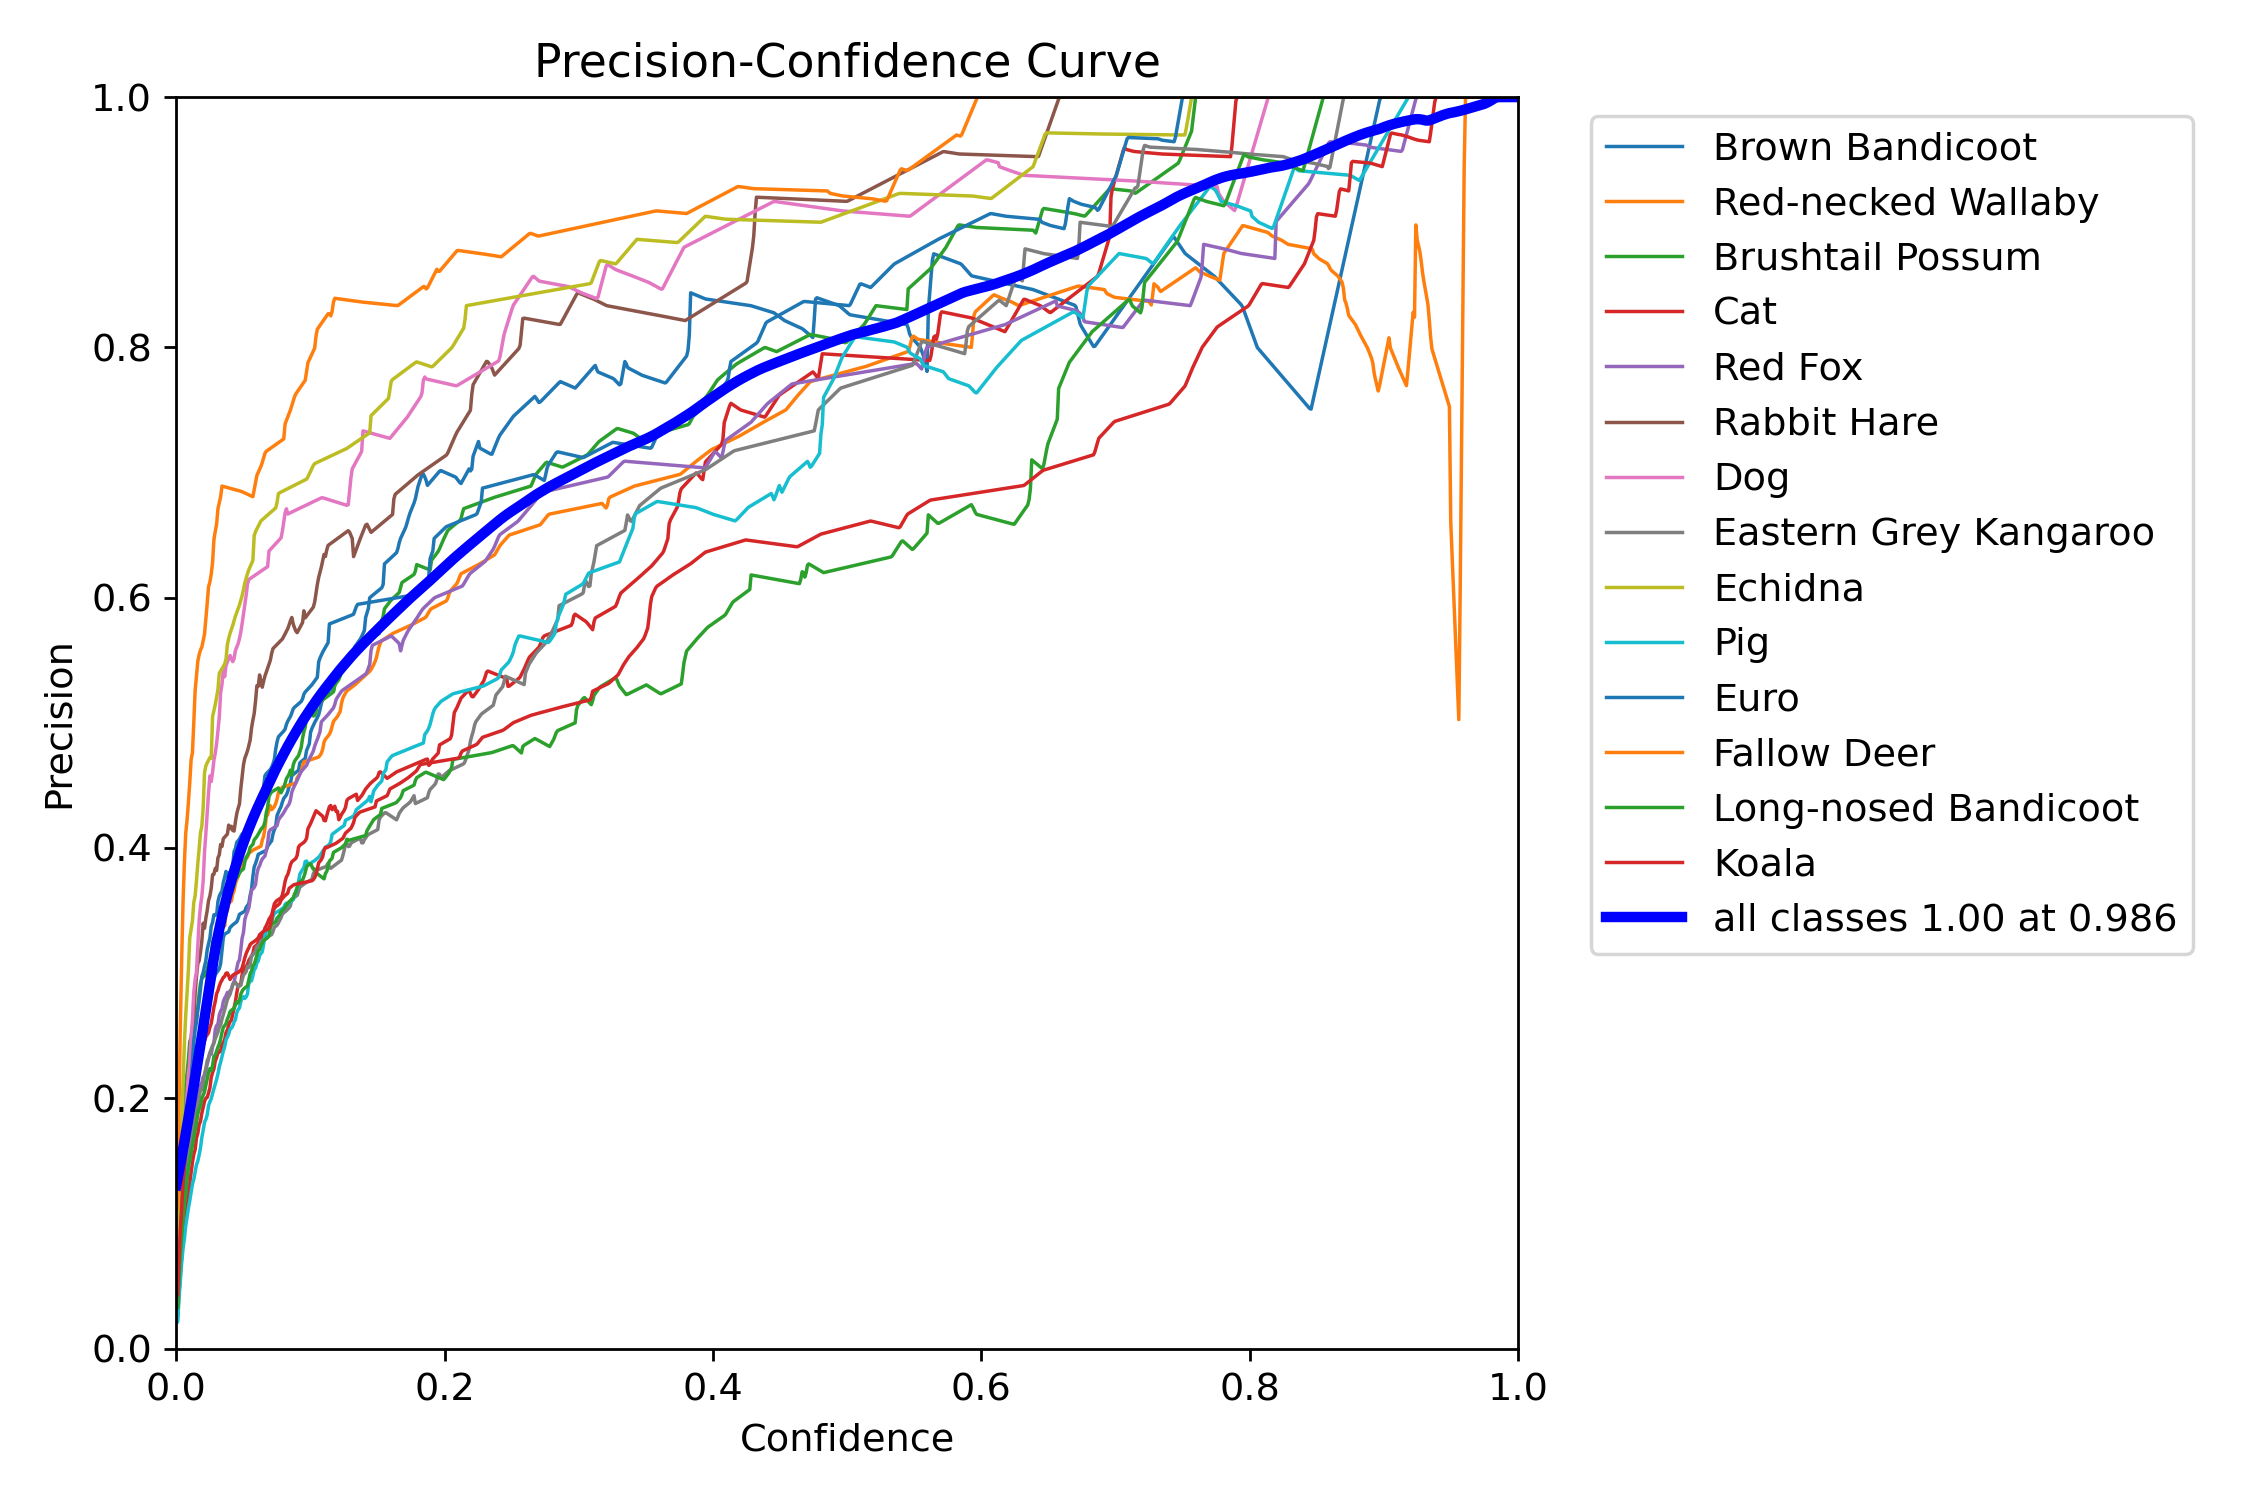 Precision-Confidence Curve
1.0
0.8
0.6
0.4
0.2
0.0
Precision
0.0 0.2 0.4 0.6 0.8 1.0
Confidence
Brown Bandicoot
Red-necked Wallaby
Brushtail Possum
Cat
Red Fox
Rabbit Hare
Dog
Eastern Grey Kangaroo
Echidna
Pig
Euro
Fallow Deer
Long-nosed Bandicoot
Koala
all classes 1.00 at 0.986